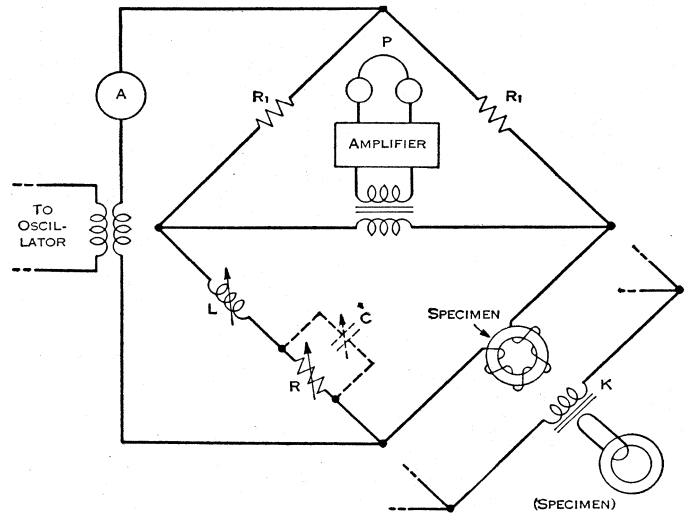 P
A
R1
R1
AMPLIFIER
TO
OSCIL-
LATOR
L
C
SPECIMEN
R
K
(SPECIMEN)